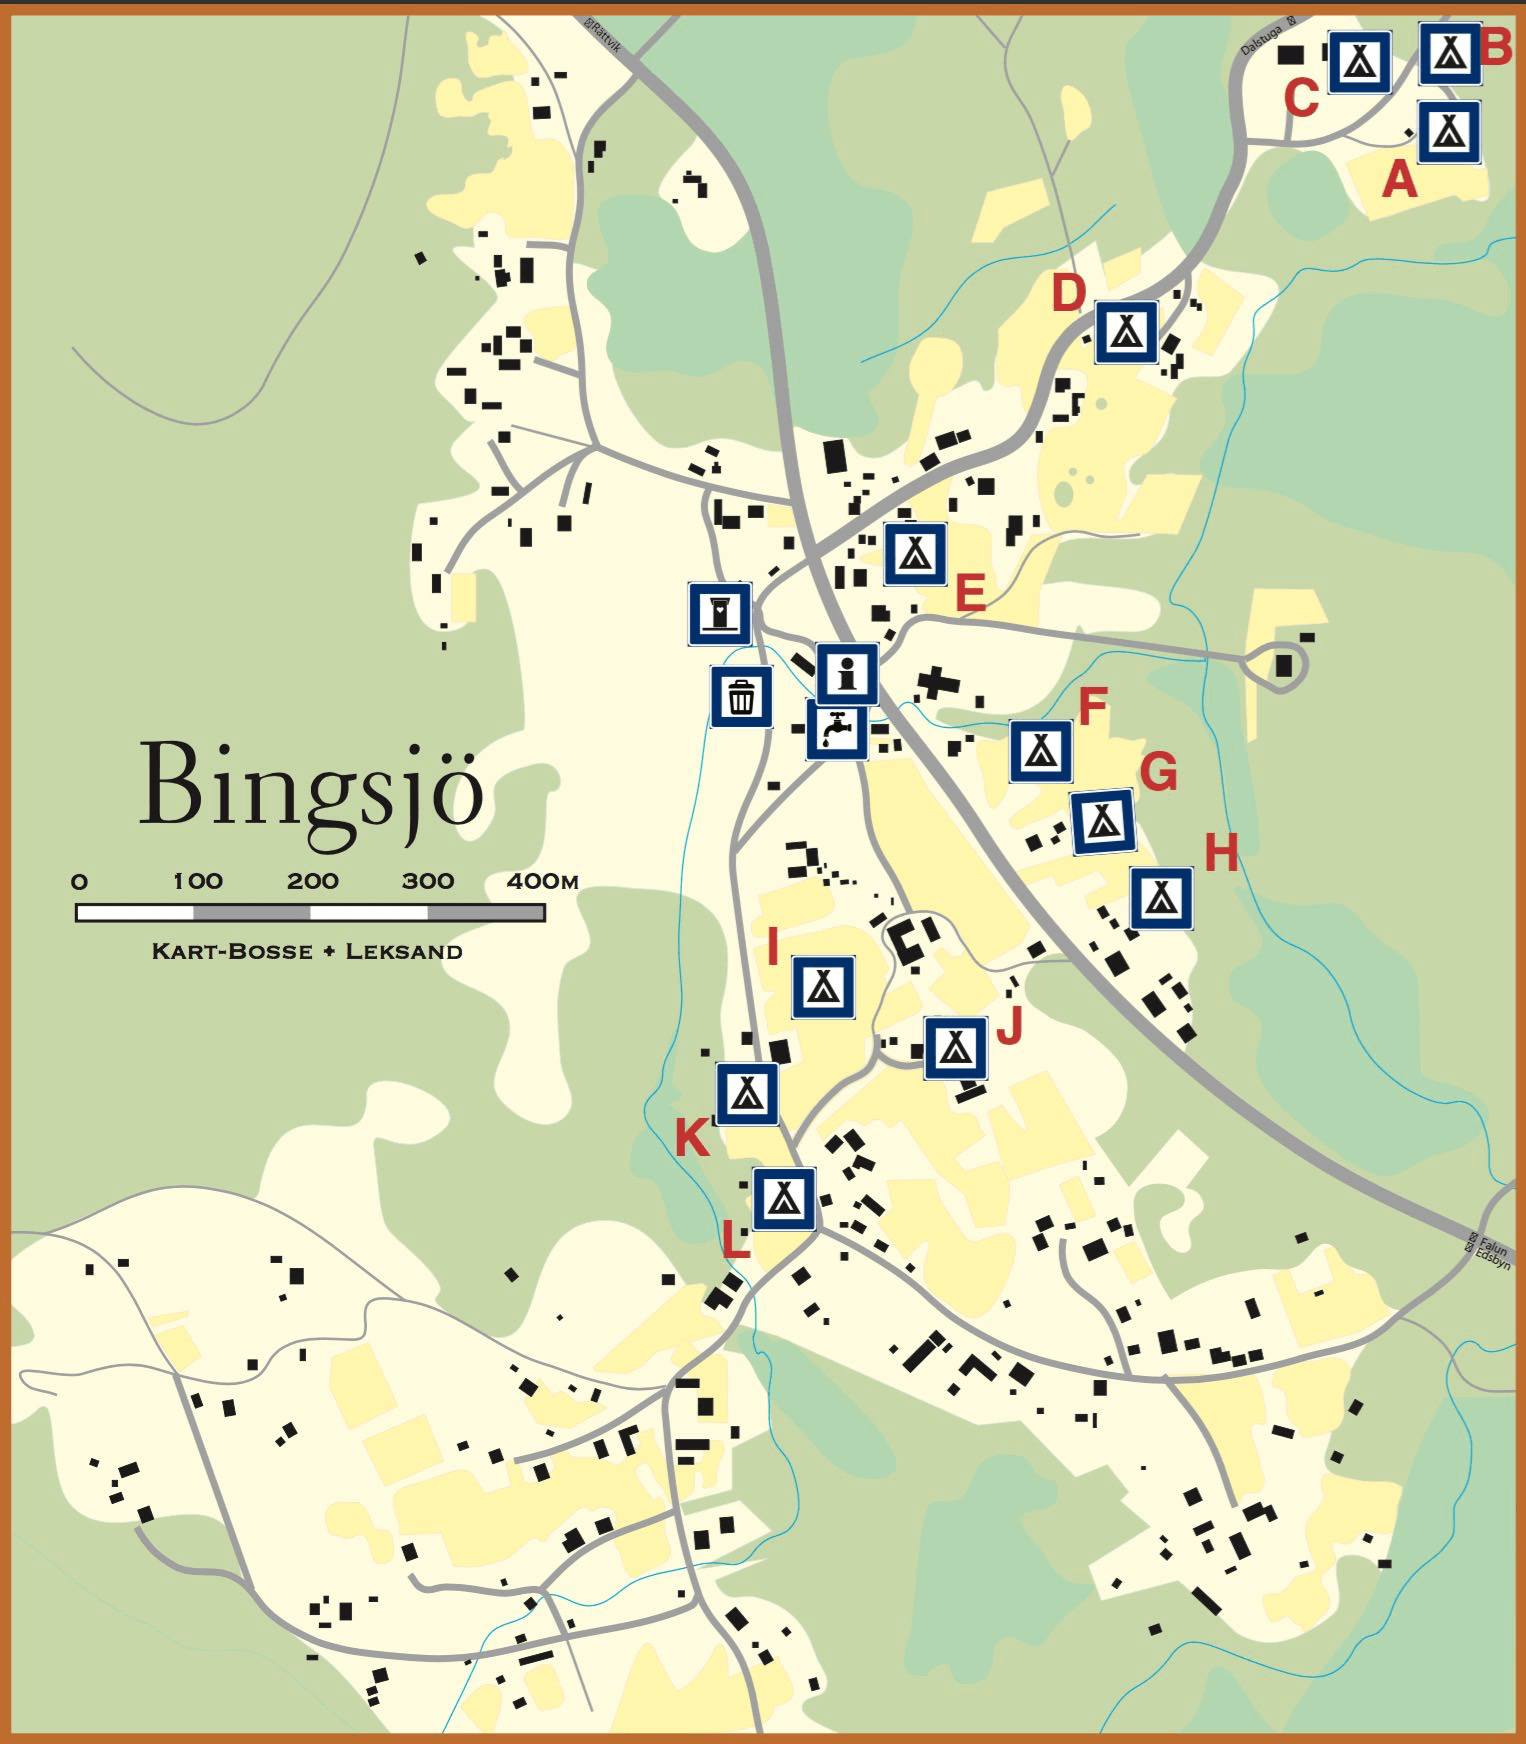 Rättvik
Dalstuga
B
C
A
D
E
F
G
H
Bingsjö
0 100 200 300 400M
KART-BOSSE + LEKSAND
I
J
K
L
Falun
Edsbyn